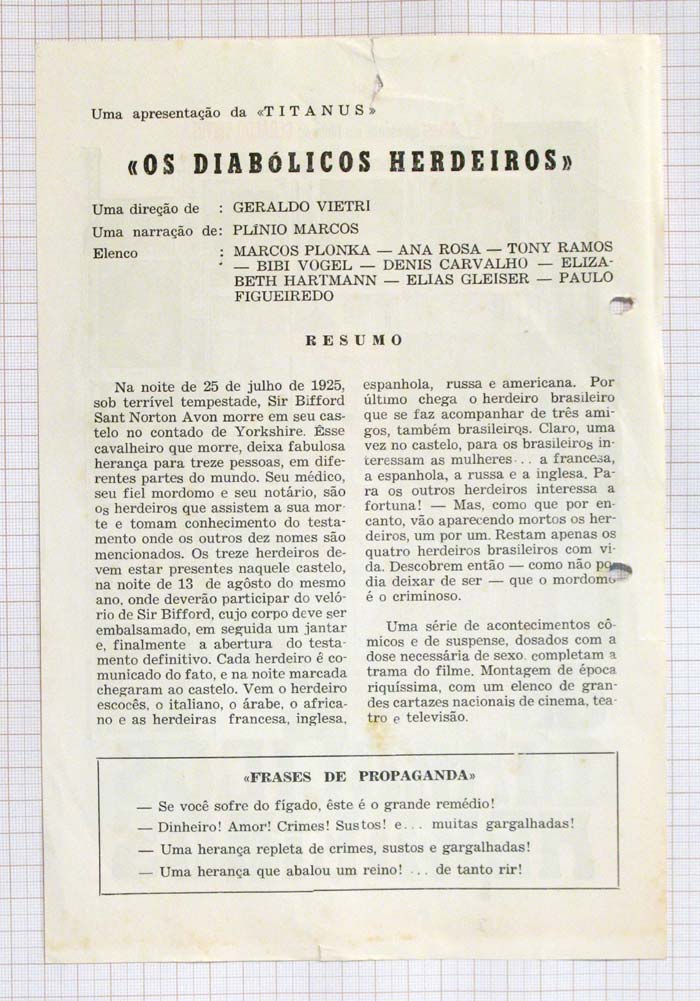 Uma apresentação da «TITANUS»
«OS DIABÓLICOS HERDEIROS»
Uma direção de : GERALDO VIETRI
Uma narração de: PLÍNIO MARCOS
Elenco : MARCOS PLONKA — ANA ROSA — TONY RAMOS
— BIBI VOGEL — DENIS CARVALHO — ELIZA-
BETH HARTMANN — ELIAS GLEISER — PAULO
FIGUEIREDO
RESUMO
Na noite de 25 de julho de 1925,
sob terrível tempestade, Sir Bifford
Sant Norton Avon morre em seu cas-
telo no contado de Yorkshire. Êsse
cavalheiro que morre, deixa fabulosa
herança para treze pessoas, em dife-
rentes partes do mundo. Seu médico,
seu fiel mordomo e seu notário, são
os herdeiros que assistem a sua mor-
te e tomam conhecimento do testa-
mento onde os outros dez nomes são
mencionados. Os treze herdeiros de-
vem estar presentes naquele castelo,
na noite de 13 de agôsto do mesmo
ano, onde deverão participar do veló-
rio de Sir Bifford, cujo corpo deve ser
embalsamado, em seguida um jantar
e, finalmente a abertura do testa-
mento definitivo. Cada herdeiro é co-
municado do fato, e na noite marcada
chegaram ao castelo. Vem o herdeiro
escocês, o italiano, o árabe, o africa-
no e as herdeiras francesa, inglesa,
espanhola, russa e americana. Por
último chega o herdeiro brasileiro
que se faz acompanhar de três ami-
gos, também brasileiros. Claro, uma
vez no castelo, para os brasileiros in-
teressam as mulheres... a francesa,
a espanhola, a russa e a inglesa. Pa-
ra os outros herdeiros interessa a
fortuna! — Mas, como que por en-
canto, vão aparecendo mortos os her-
deiros, um por um. Restam apenas os
quatro herdeiros brasileiros com vi-
da. Descobrem então — como não po-
dia deixar de ser — que o mordomo
é o criminoso.
Uma série de acontecimentos cô-
micos e de suspense, dosados com a
dose necessária de sexo, completam a
trama do filme. Montagem de época
riquíssima, com um elenco de gran-
des cartazes nacionais de cinema, tea-
tro e televisão.
«FRASES DE PROPAGANDA»
— Se você sofre do fígado, êste é o grande remédio!
— Dinheiro! Amor! Crimes! Sustos! e... muitas gargalhadas!
— Uma herança repleta de crimes, sustos e gargalhadas!
— Uma herança que abalou um reino! ... de tanto rir!